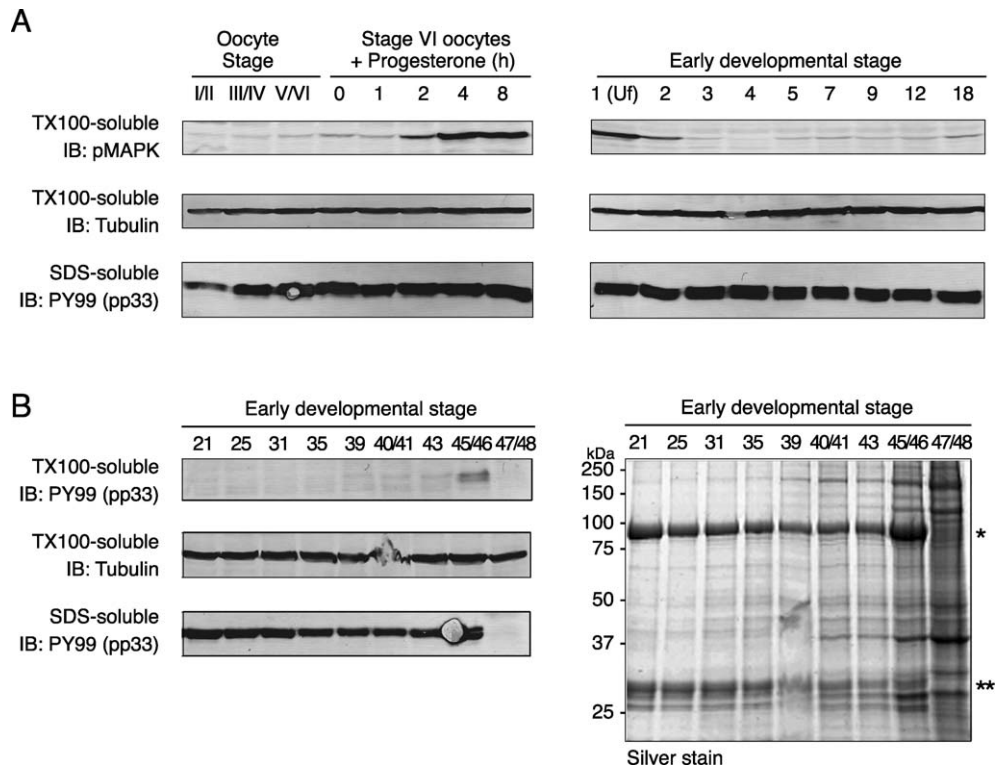 A
Oocyte
Stage
Stage VI oocytes
+ Progesterone (h)
Early developmental stage
I/II III/IV V/VI 0 1 2 4 8
1 (Uf) 2 3 4 5 7 9 12 18
TX100-soluble
IB: pMAPK
TX100-soluble
IB: Tubulin
SDS-soluble
IB: PY99 (pp33)
B
Early developmental stage
21 25 31 35 39 40/41 43 45/46 47/48
TX100-soluble
IB: PY99 (pp33)
TX100-soluble
IB: Tubulin
SDS-soluble
IB: PY99 (pp33)
Early developmental stage
21 25 31 35 39 40/41 43 45/46 47/48
kDa
250
150
100
75
50
37
25
*
**
Silver stain